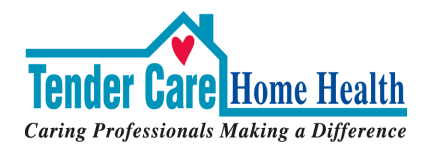 Tender Care Home Health
Caring Professionals Making a Difference